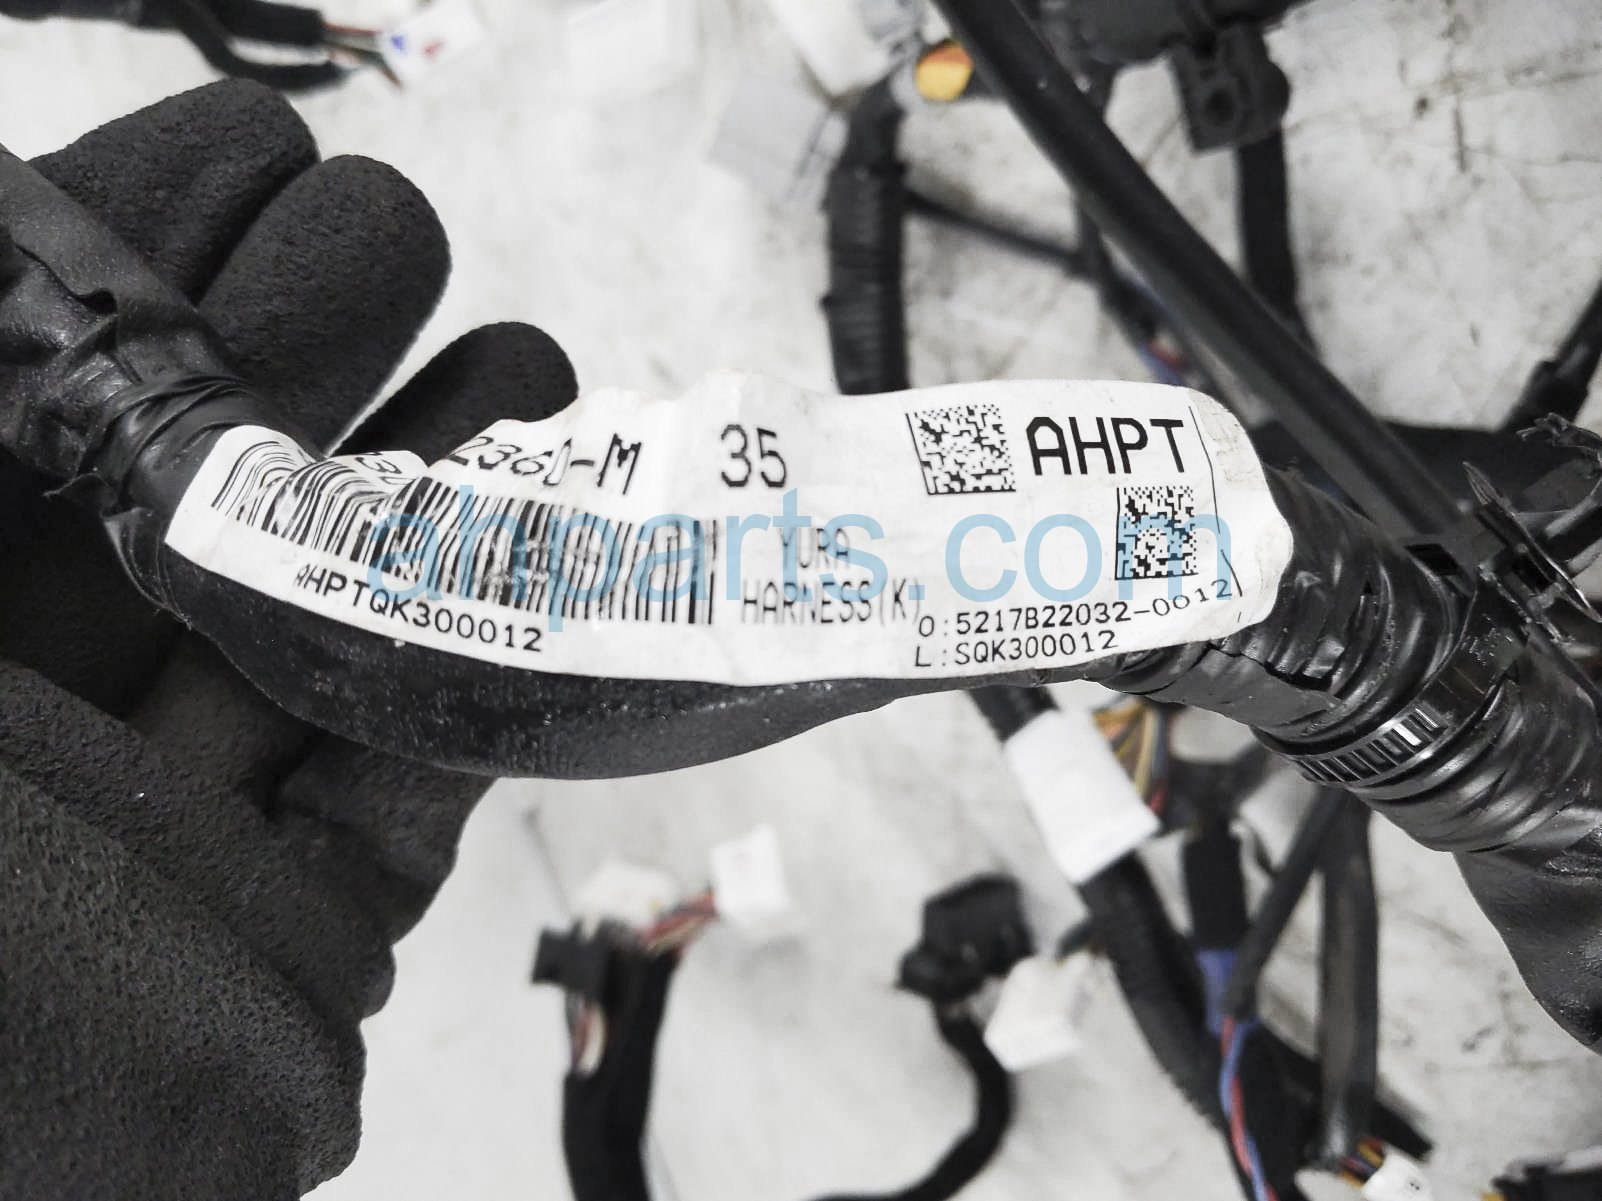 2360-M 35
AHPT
YURA
HARNESS(K)
O:5217B22032-0012
L:SQK300012
AHPTQK300012
ahparts.com